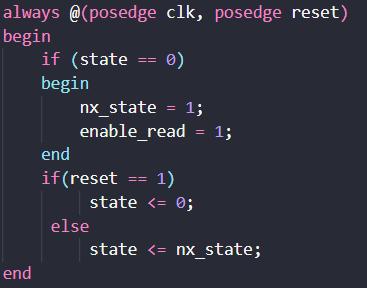 always @(posedge clk, posedge reset)
begin
    if (state == 0)
    begin
        nx_state = 1;
        enable_read = 1;
    end
    if(reset == 1)
         state <= 0;
     else
         state <= nx_state;
end